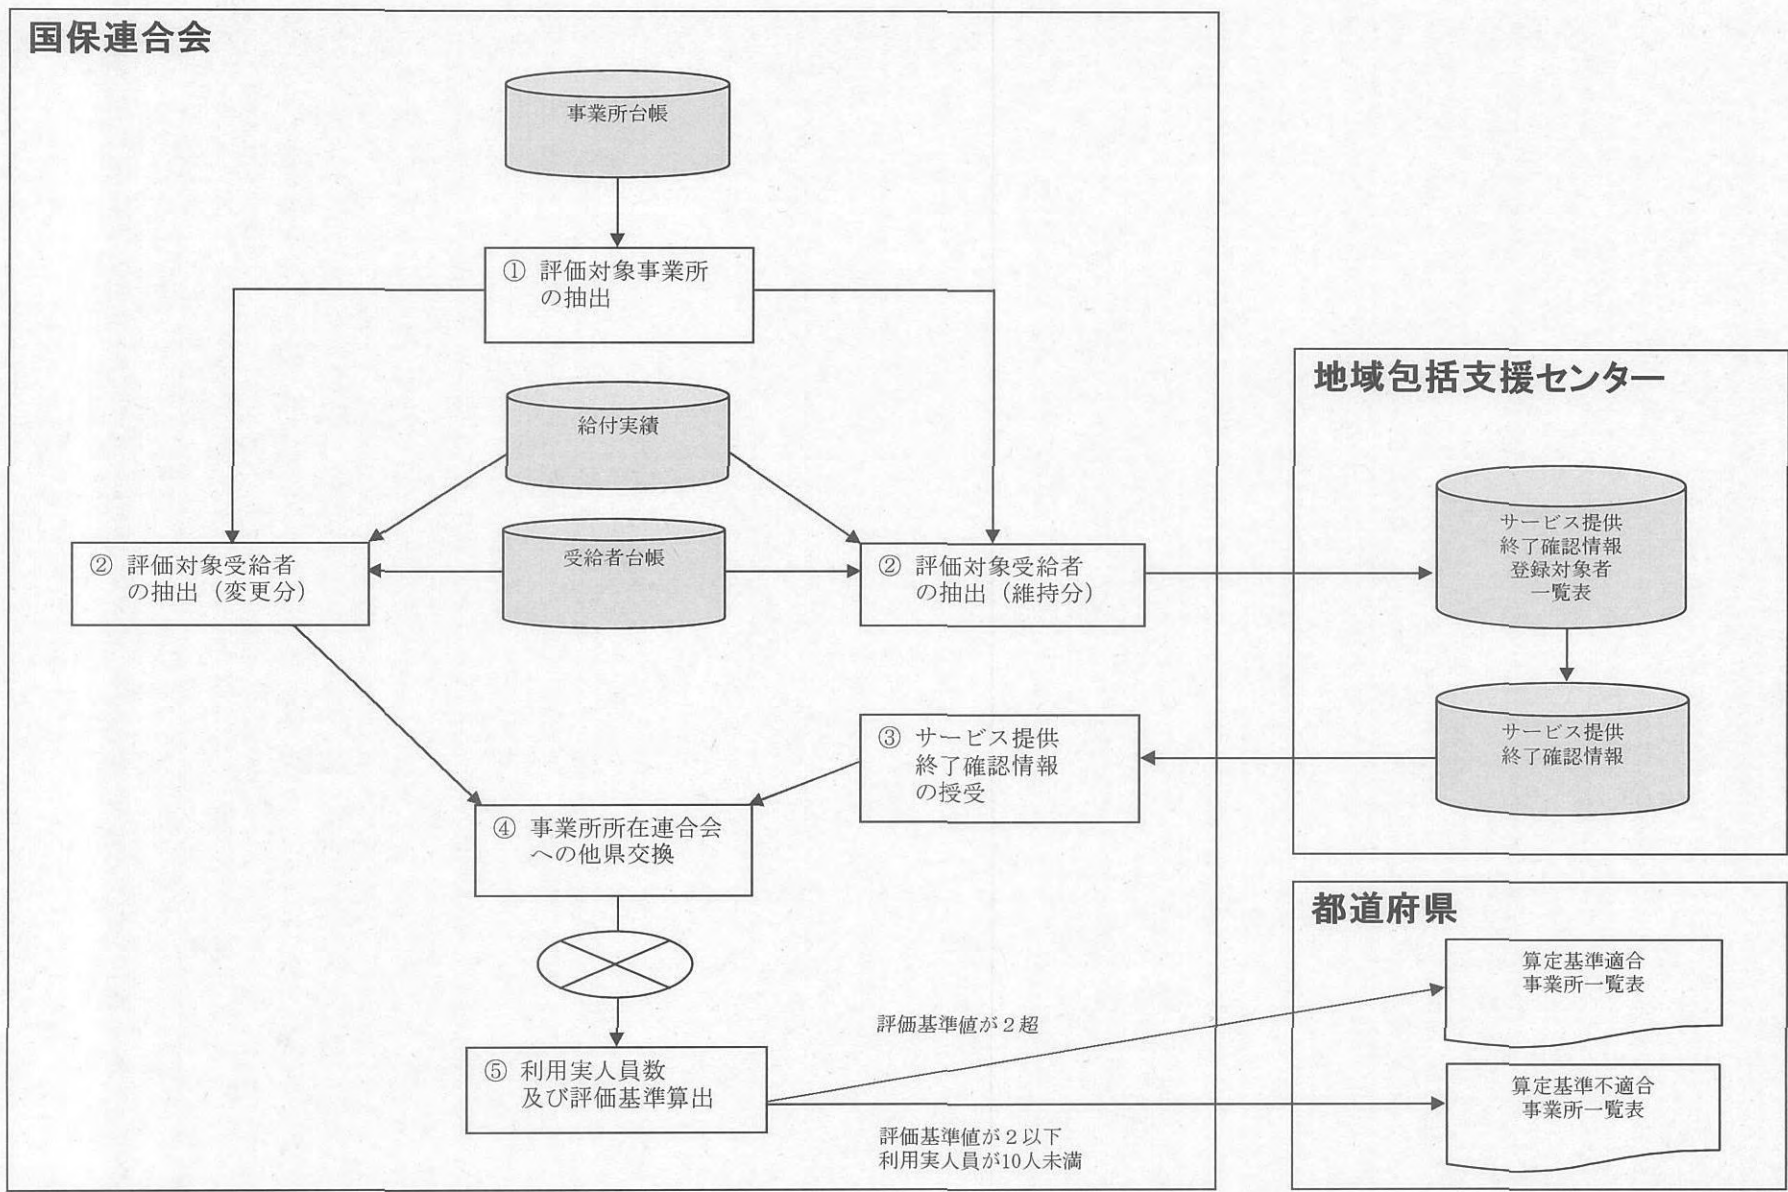 国保連合会
事業所台帳
① 評価対象事業所
の抽出
給付実績
受給者台帳
② 評価対象受給者
の抽出（変更分）
② 評価対象受給者
の抽出（維持分）
地域包括支援センター
サービス提供
終了確認情報
登録対象者
一覧表
サービス提供
終了確認情報
③ サービス提供
終了確認情報
の授受
④ 事業所所在連合会
への他県交換
⑤ 利用実人員数
及び評価基準算出
評価基準値が２超
評価基準値が２以下
利用実人員が10人未満
都道府県
算定基準適合
事業所一覧表
算定基準不適合
事業所一覧表